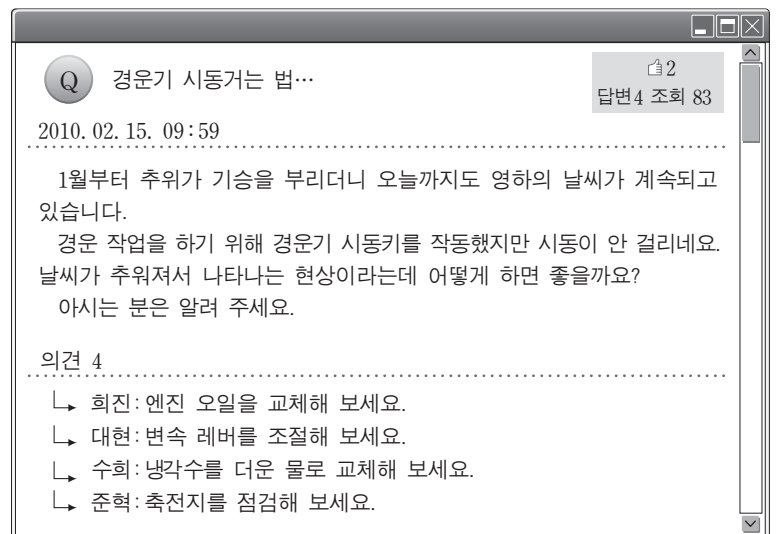 Q 경운기 시동거는 법…
2
답변4 조회 83
2010.02.15. 09:59
1월부터 추위가 기승을 부리더니 오늘까지도 영하의 날씨가 계속되고
있습니다.
경운 작업을 하기 위해 경운기 시동키를 작동했지만 시동이 안 걸리네요.
날씨가 추워져서 나타나는 현상이라는데 어떻게 하면 좋을까요?
아시는 분은 알려 주세요.
의견 4
희진:엔진 오일을 교체해 보세요.
대현:변속 레버를 조절해 보세요.
수희:냉각수를 더운 물로 교체해 보세요.
준혁:축전지를 점검해 보세요.